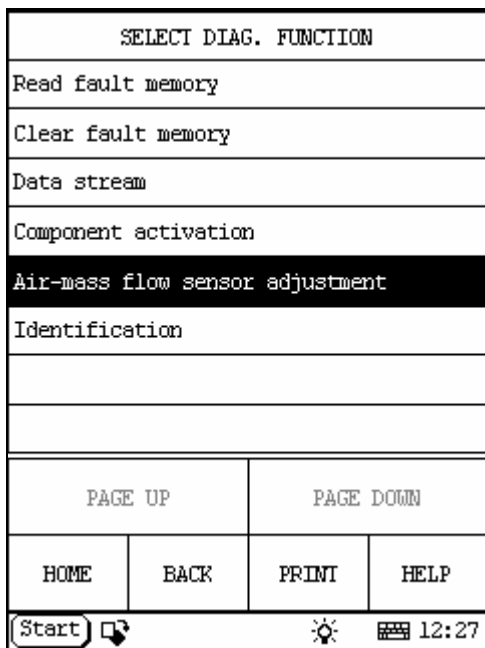 SELECT DIAG. FUNCTION
Read fault memory
Clear fault memory
Data stream
Component activation
Air-mass flow sensor adjustment
Identification
PAGE UP PAGE DOWN
HOME BACK PRINT HELP
Start 12:27